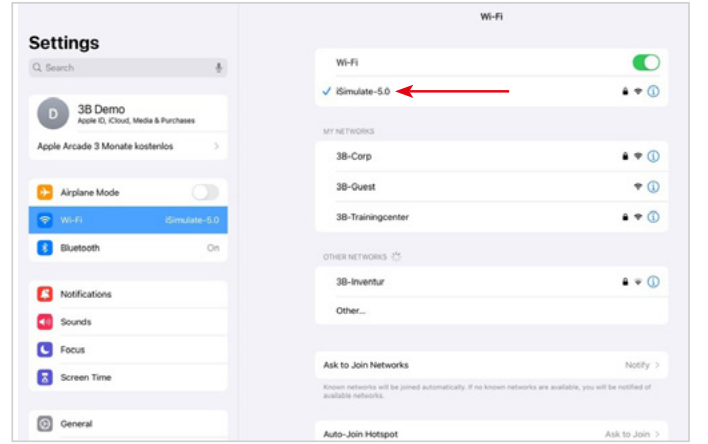 Settings
Search
D
3B Demo
Apple ID, iCloud, Media & Purchases
Apple Arcade 3 Monate kostenlos
Airplane Mode
Wi-Fi iSimulate-5.0
Bluetooth On
Notifications
Sounds
Focus
Screen Time
General
Wi-Fi
Wi-Fi
iSimulate-5.0
MY NETWORKS
3B-Corp
3B-Guest
3B-Trainingcenter
OTHER NETWORKS
3B-Inventur
Other...
Ask to Join Networks Notify
Known networks will be joined automatically. If no known networks are available, you will be notified of
available networks.
Auto-Join Hotspot Ask to Join